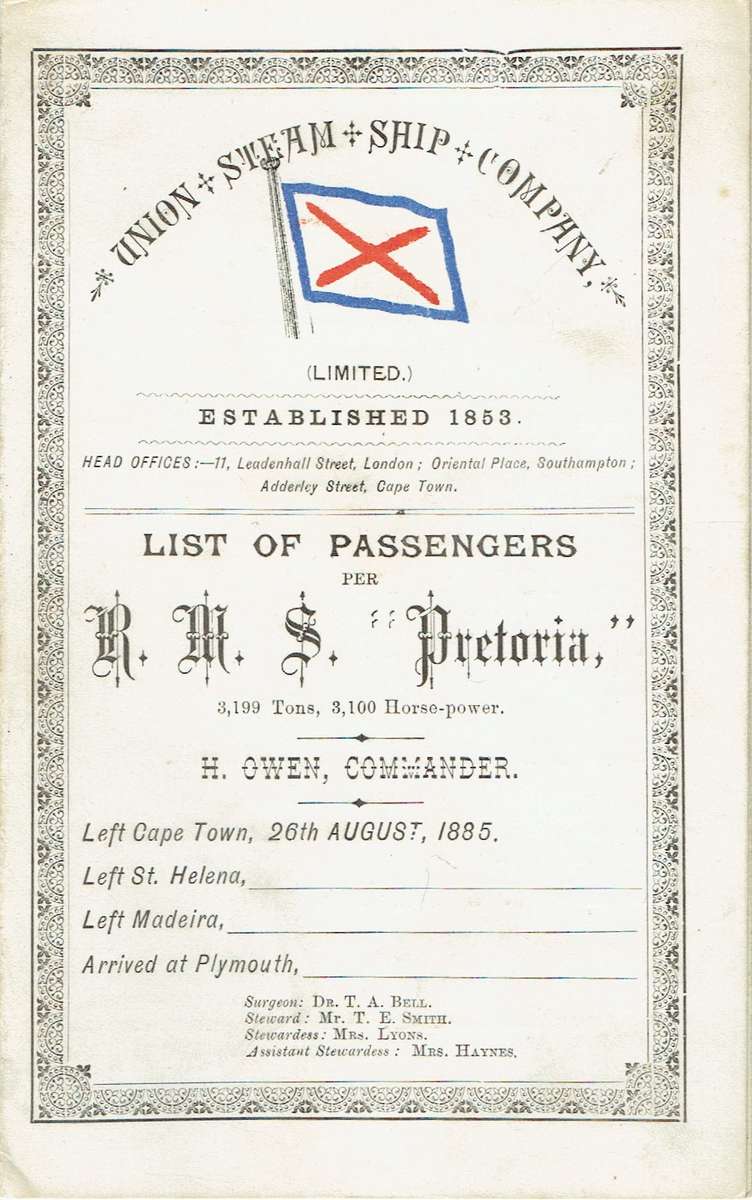 UNION STEAM SHIP COMPANY,
(LIMITED.)
ESTABLISHED 1853.
HEAD OFFICES:—11, Leadenhall Street, London; Oriental Place, Southampton;
Adderley Street, Cape Town.
LIST OF PASSENGERS
PER
R. M. S. "Pretoria,"
3,199 Tons, 3,100 Horse-power.
H. OWEN, COMMANDER.
Left Cape Town, 26th AUGUST, 1885.
Left St. Helena,
Left Madeira,
Arrived at Plymouth,
Surgeon: DR. T. A. BELL.
Steward: MR. T. E. SMITH.
Stewardess: MRS. LYONS.
Assistant Stewardess: MRS. HAYNES.